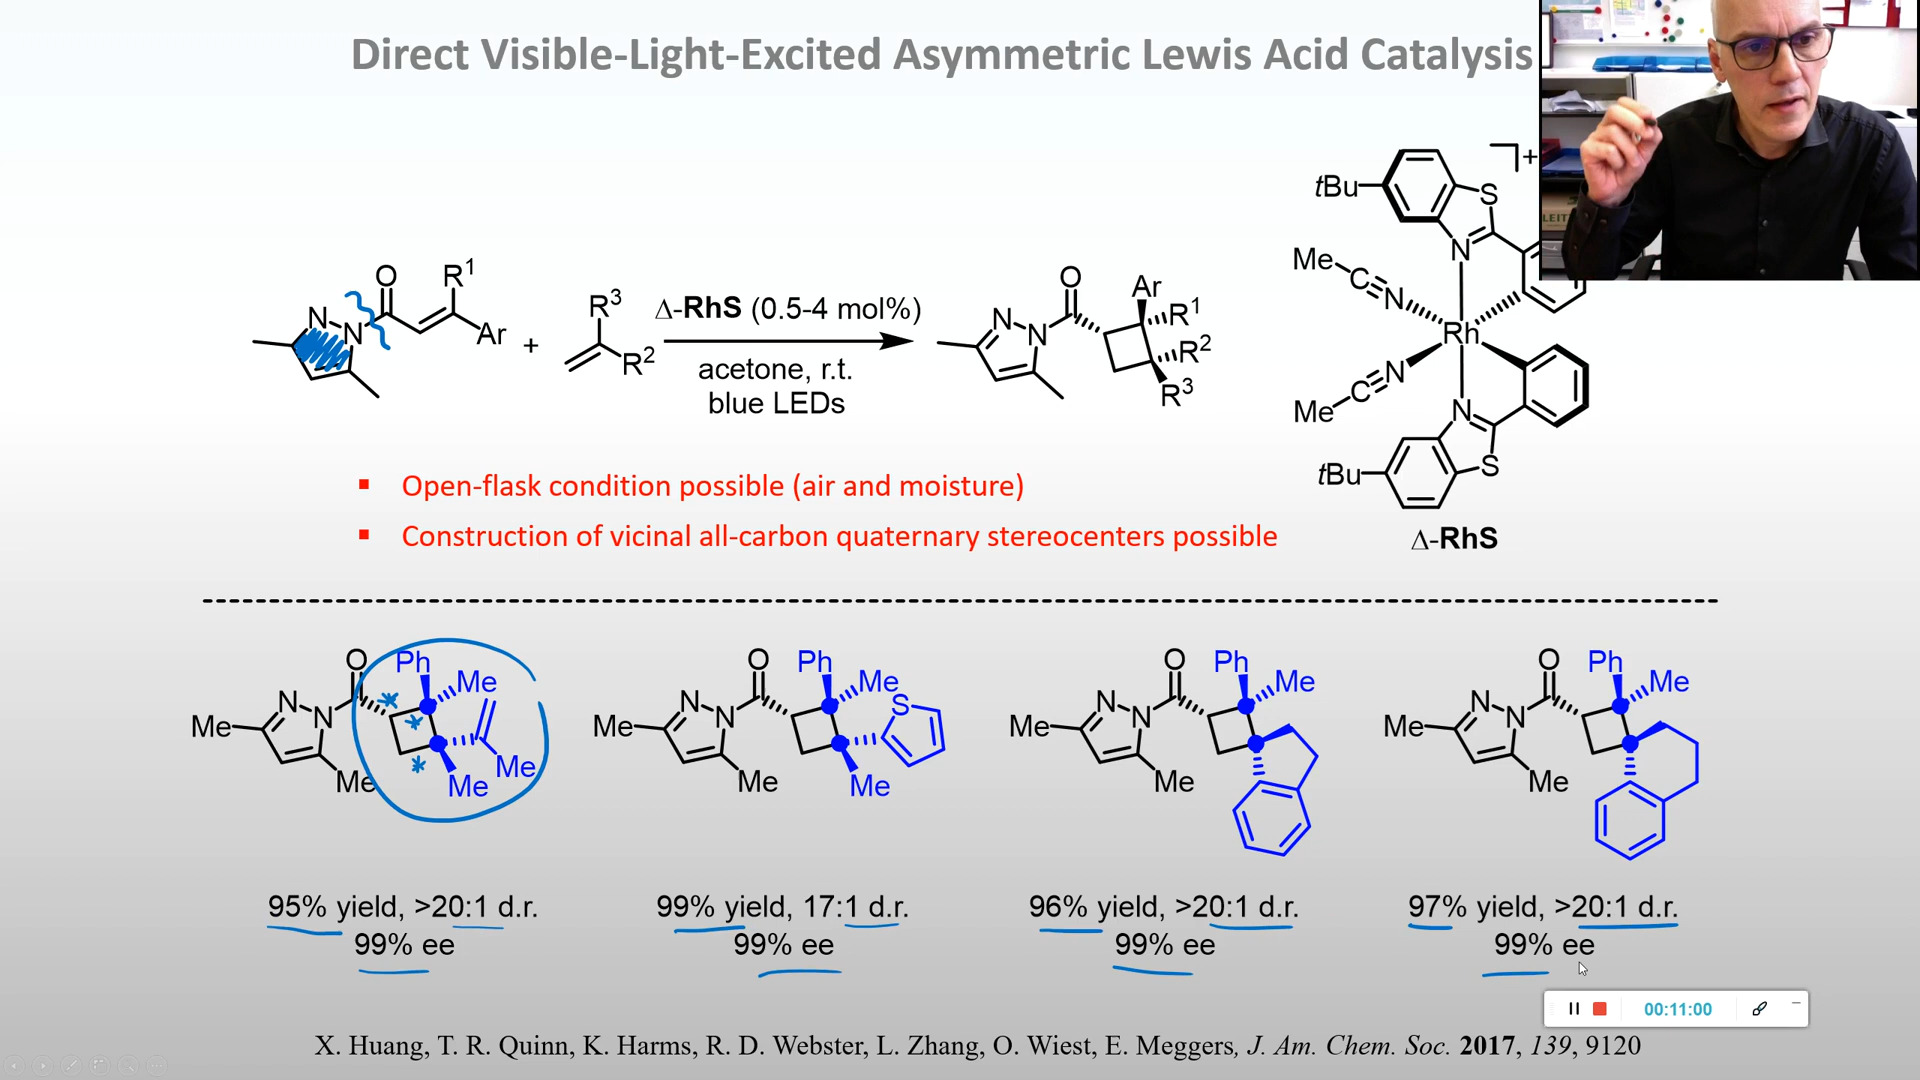 Direct Visible-Light-Excited Asymmetric Lewis Acid Catalysis
O R¹ N N Ar
+
R³ R²
Δ-RhS (0.5-4 mol%)
acetone, r.t.
blue LEDs
O Ar R¹ N N R² R³
]+
tBu S N
Me C N
Rh
Me C N
N S tBu
Δ-RhS
LEITZ
▪ Open-flask condition possible (air and moisture)
▪ Construction of vicinal all-carbon quaternary stereocenters possible
O Ph Me N N Me Me Me Me
O Ph Me S N N Me Me Me
O Ph Me N N Me Me
O Ph Me N N Me Me
95% yield, >20:1 d.r.
99% ee
99% yield, 17:1 d.r.
99% ee
96% yield, >20:1 d.r.
99% ee
97% yield, >20:1 d.r.
99% ee
00:11:00
X. Huang, T. R. Quinn, K. Harms, R. D. Webster, L. Zhang, O. Wiest, E. Meggers, J. Am. Chem. Soc. 2017, 139, 9120